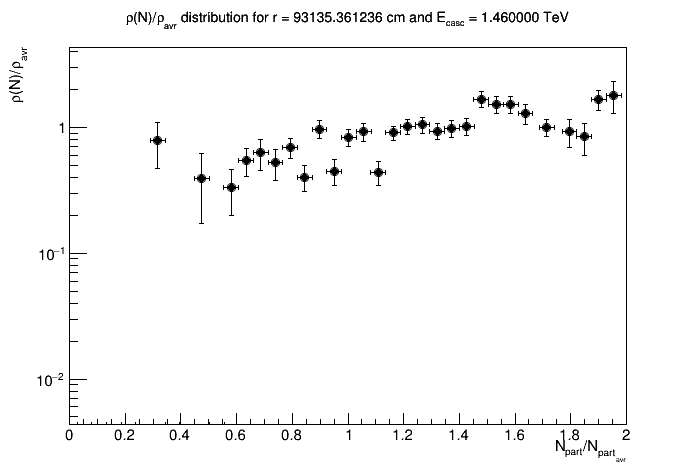 ρ(N)/ρavr distribution for r = 93135.361236 cm and Ecasc = 1.460000 TeV
ρ(N)/ρavr
1
10⁻¹
10⁻²
0 0.2 0.4 0.6 0.8 1 1.2 1.4 1.6 1.8 2
Npart/Npartavr